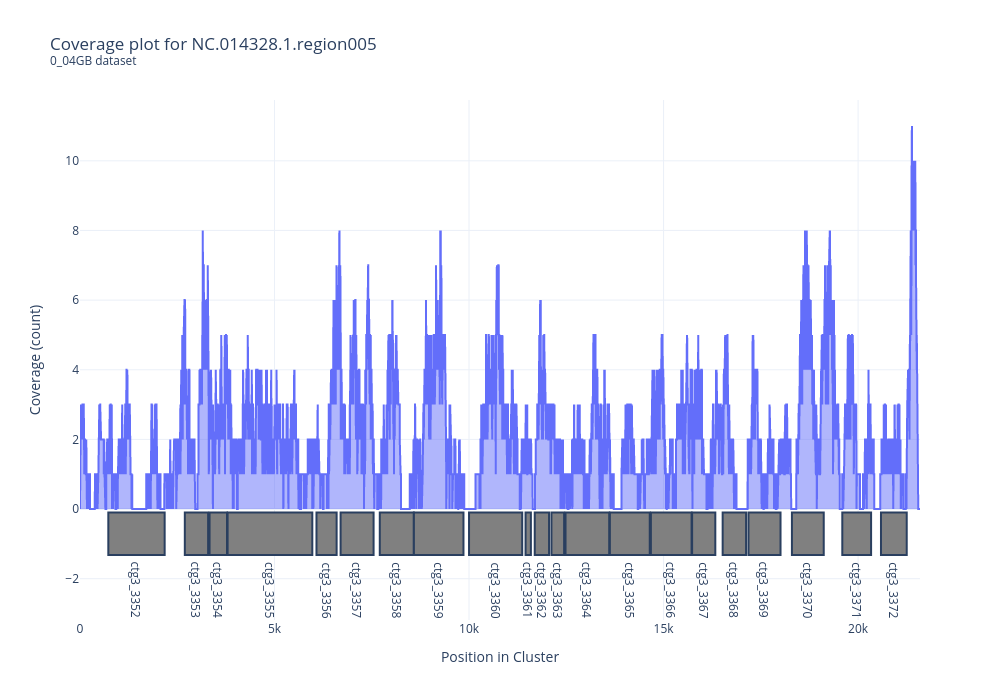 Coverage plot for NC.014328.1.region005
0_04GB dataset
10
8
6
4
2
0
−2
Coverage (count)
ctg3_3352
ctg3_3353
ctg3_3354
ctg3_3355
ctg3_3356
ctg3_3357
ctg3_3358
ctg3_3359
ctg3_3360
ctg3_3361
ctg3_3362
ctg3_3363
ctg3_3364
ctg3_3365
ctg3_3366
ctg3_3367
ctg3_3368
ctg3_3369
ctg3_3370
ctg3_3371
ctg3_3372
0 5k 10k 15k 20k
Position in Cluster